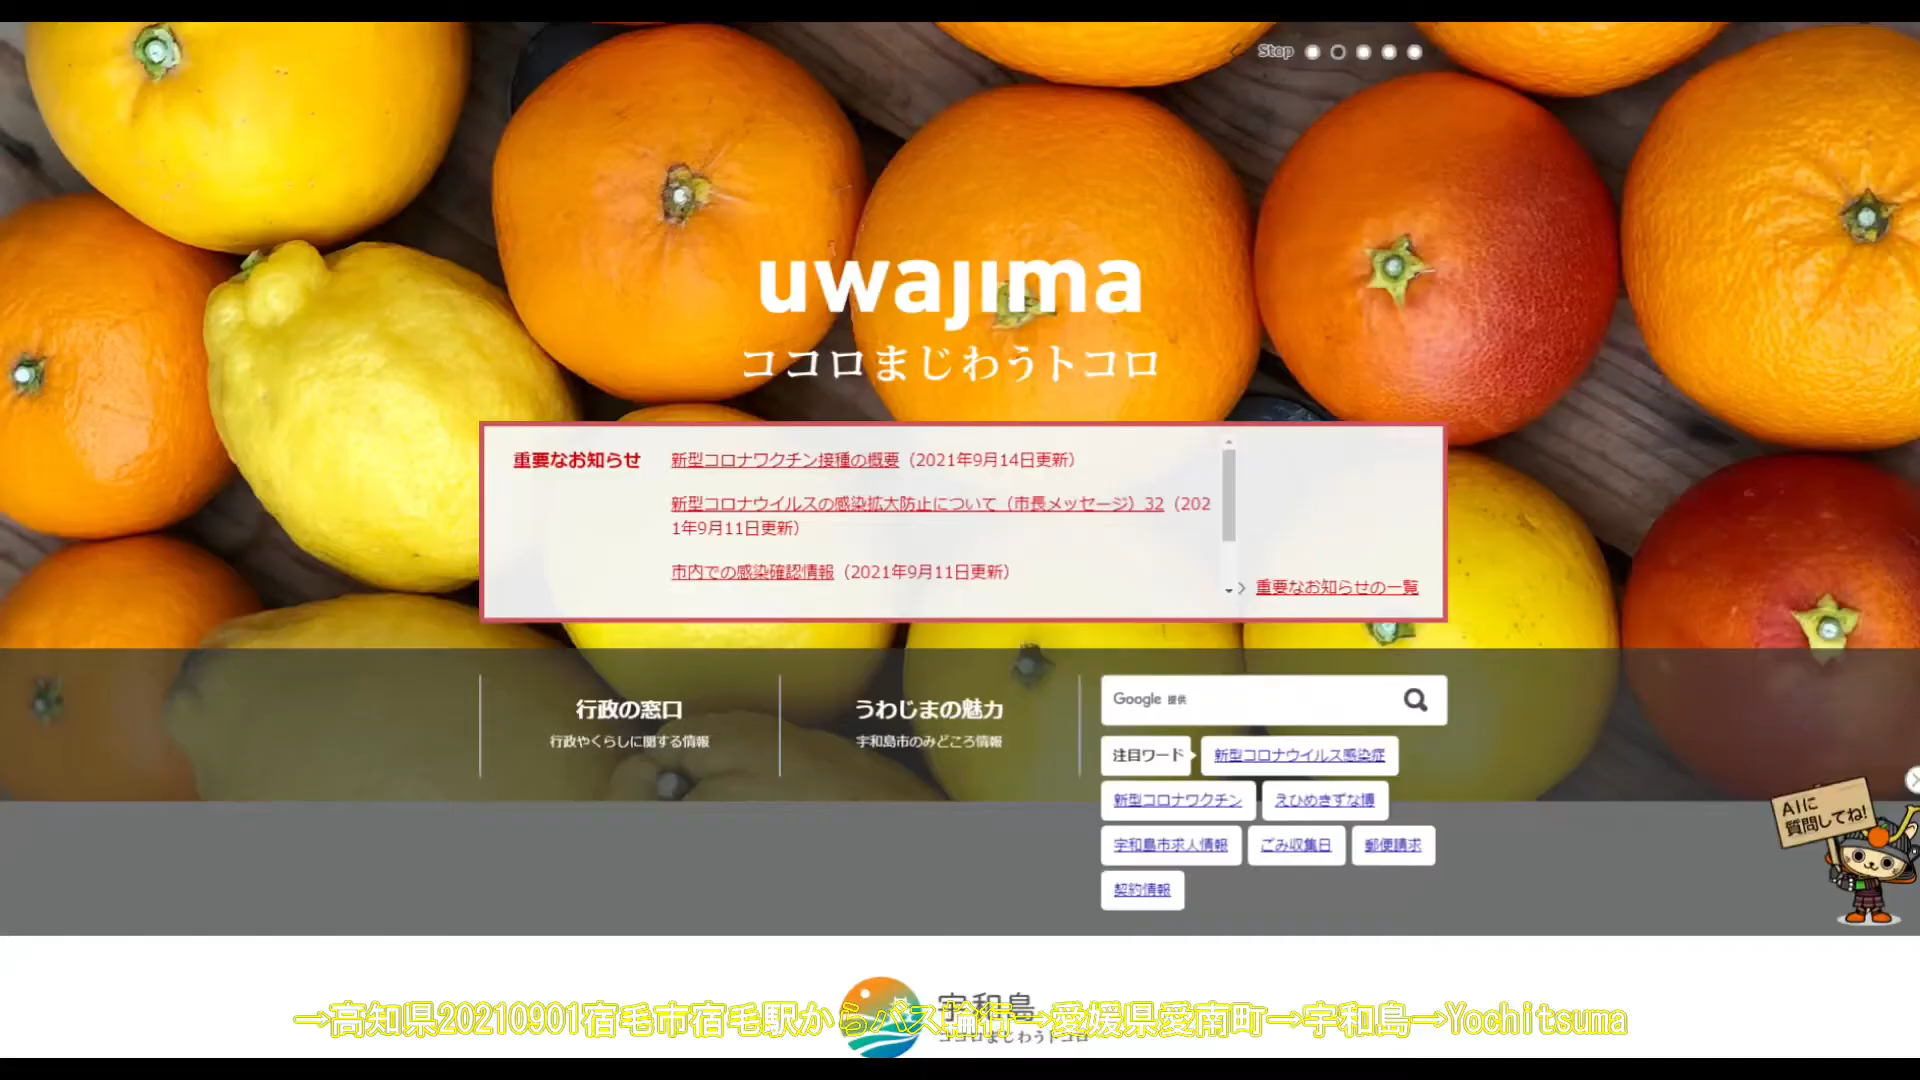 Stop
uwajima
ココロまじわうトコロ
重要なお知らせ
新型コロナワクチン接種の概要（2021年9月14日更新）
新型コロナウイルスの感染拡大防止について（市長メッセージ）32（202
1年9月11日更新）
市内での感染確認情報（2021年9月11日更新）
重要なお知らせの一覧
行政の窓口
行政やくらしに関する情報
うわじまの魅力
宇和島市のみどころ情報
Google 提供
注目ワード
新型コロナウイルス感染症
新型コロナワクチン
えひめきずな博
宇和島市求人情報
ごみ収集日
郵便請求
契約情報
AIに
質問してね!
宇和島
ココロまじわうトコロ
→高知県20210901宿毛市宿毛駅からバス輪行→愛媛県愛南町→宇和島→Yochitsuma